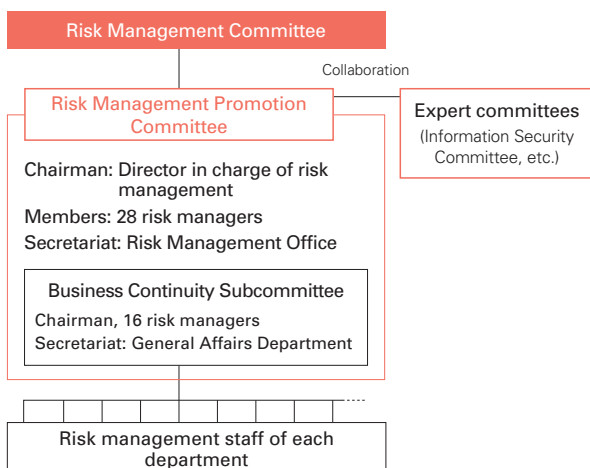 Risk Management Committee
Collaboration
Risk Management Promotion
Committee
Expert committees
(Information Security
Committee, etc.)
Chairman: Director in charge of risk
management
Members: 28 risk managers
Secretariat: Risk Management Office
Business Continuity Subcommittee
Chairman, 16 risk managers
Secretariat: General Affairs Department
Risk management staff of each
department